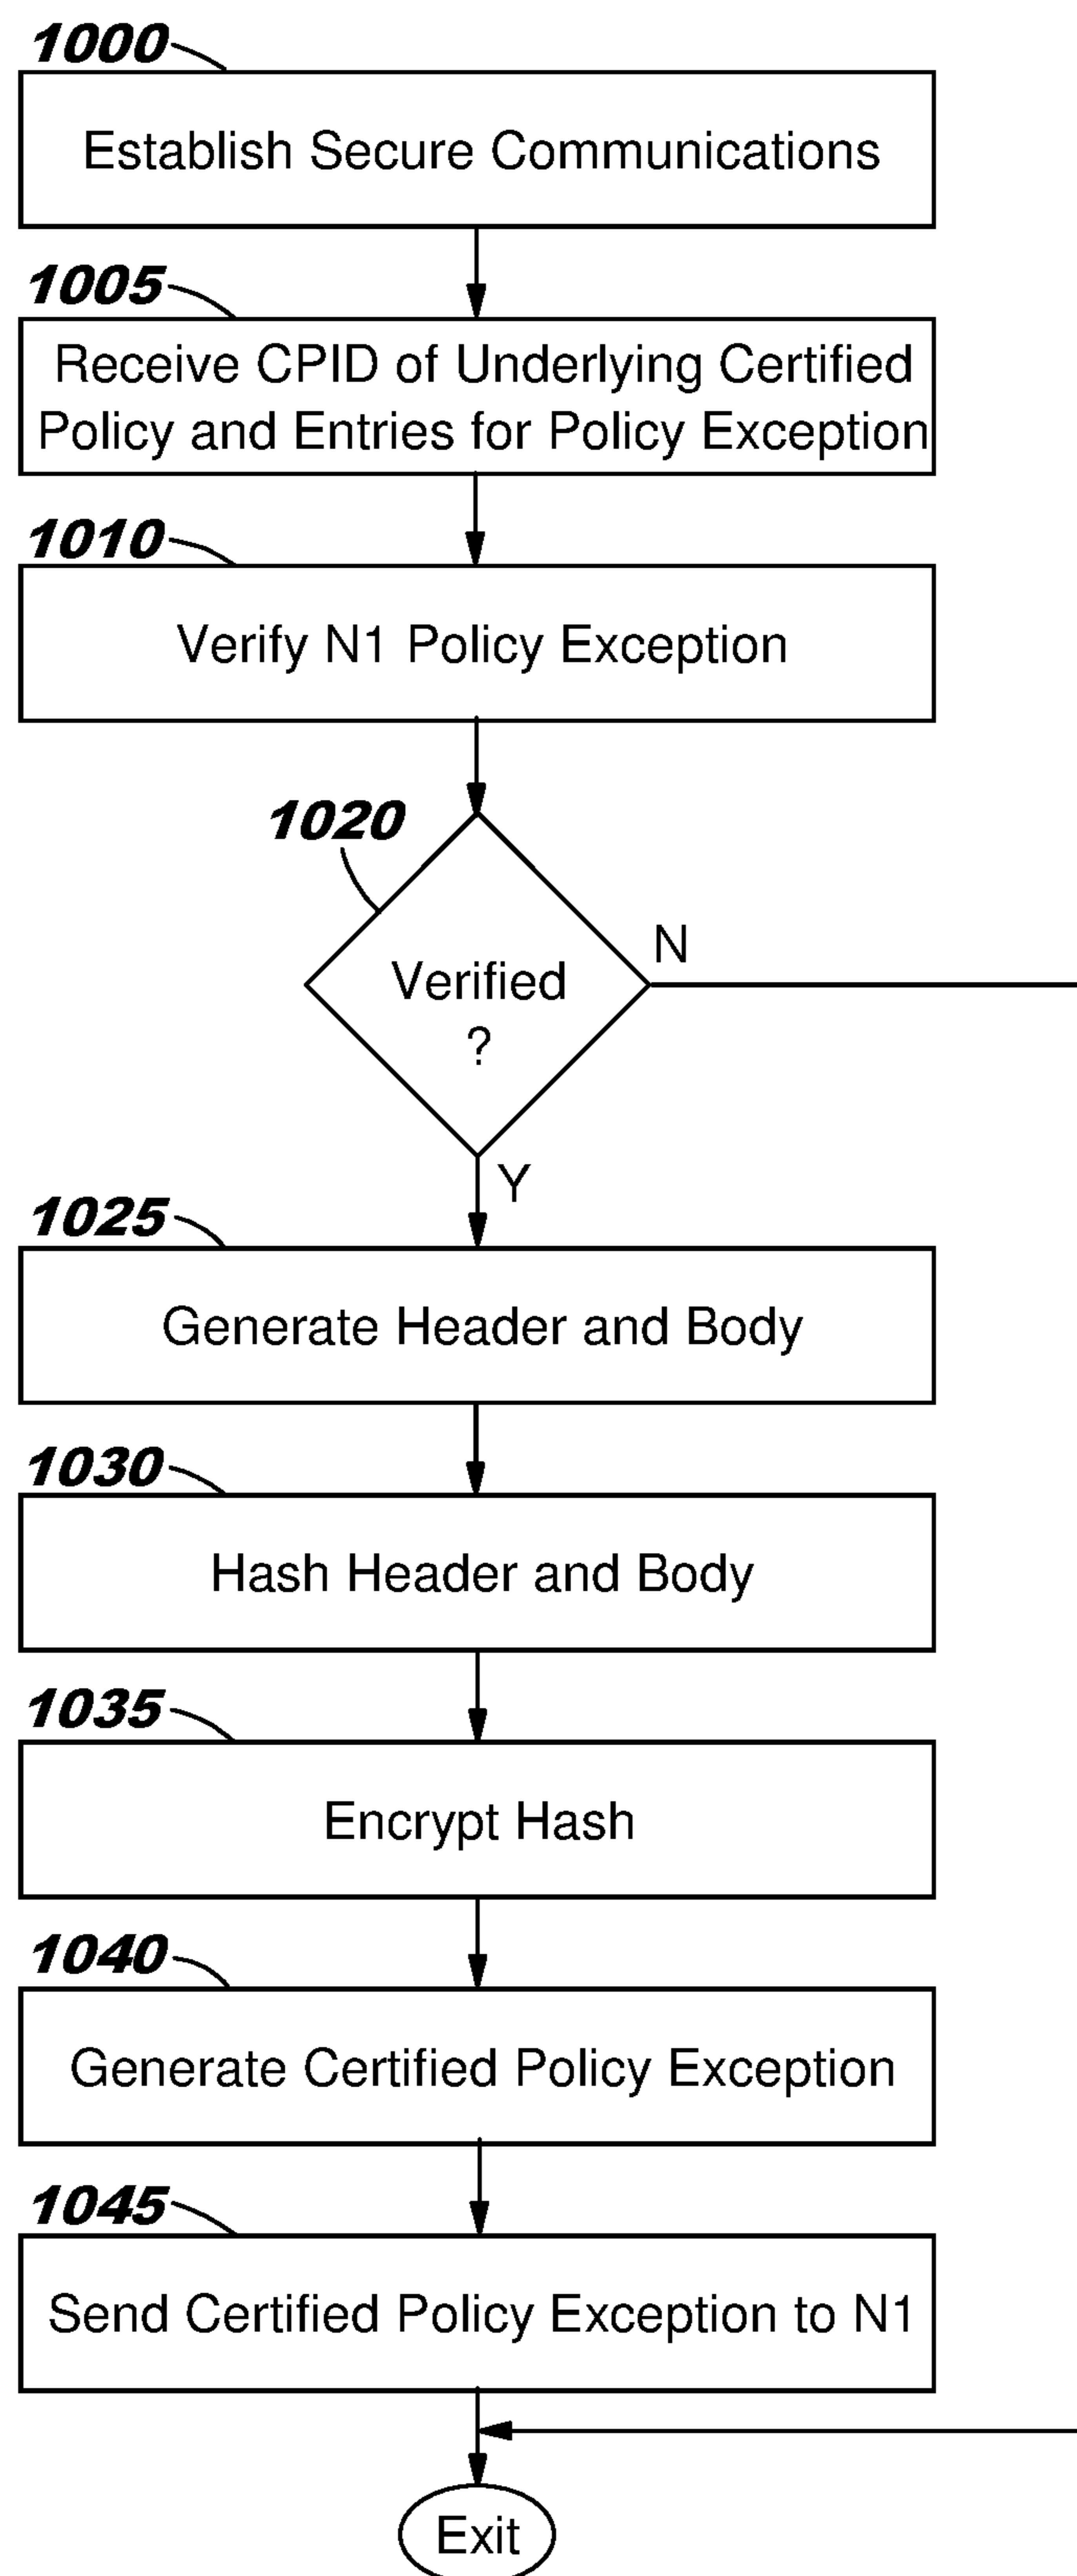 1000
Establish Secure Communications
1005
Receive CPID of Underlying Certified
Policy and Entries for Policy Exception
1010
Verify N1 Policy Exception
1020
Verified
?
N
Y
1025
Generate Header and Body
1030
Hash Header and Body
1035
Encrypt Hash
1040
Generate Certified Policy Exception
1045
Send Certified Policy Exception to N1
Exit